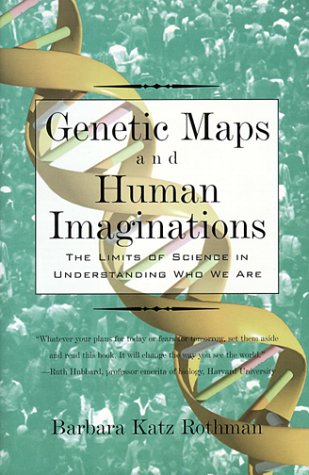 Genetic Maps
and
Human
Imaginations
The Limits of Science in
Understanding Who We Are
"Whatever your plans for today or fears for tomorrow, set them aside
and read this book. It will change the way you see the world."
—Ruth Hubbard, professor emerita of biology, Harvard University
Barbara Katz Rothman